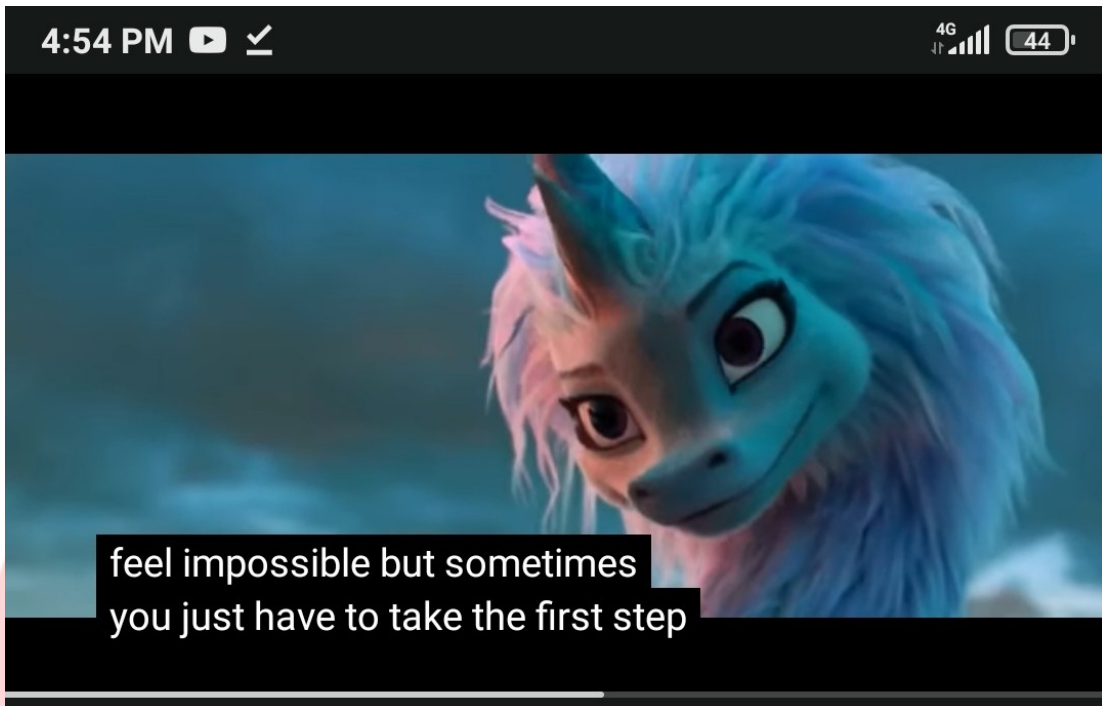 4:54 PM
4G
44
feel impossible but sometimes
you just have to take the first step